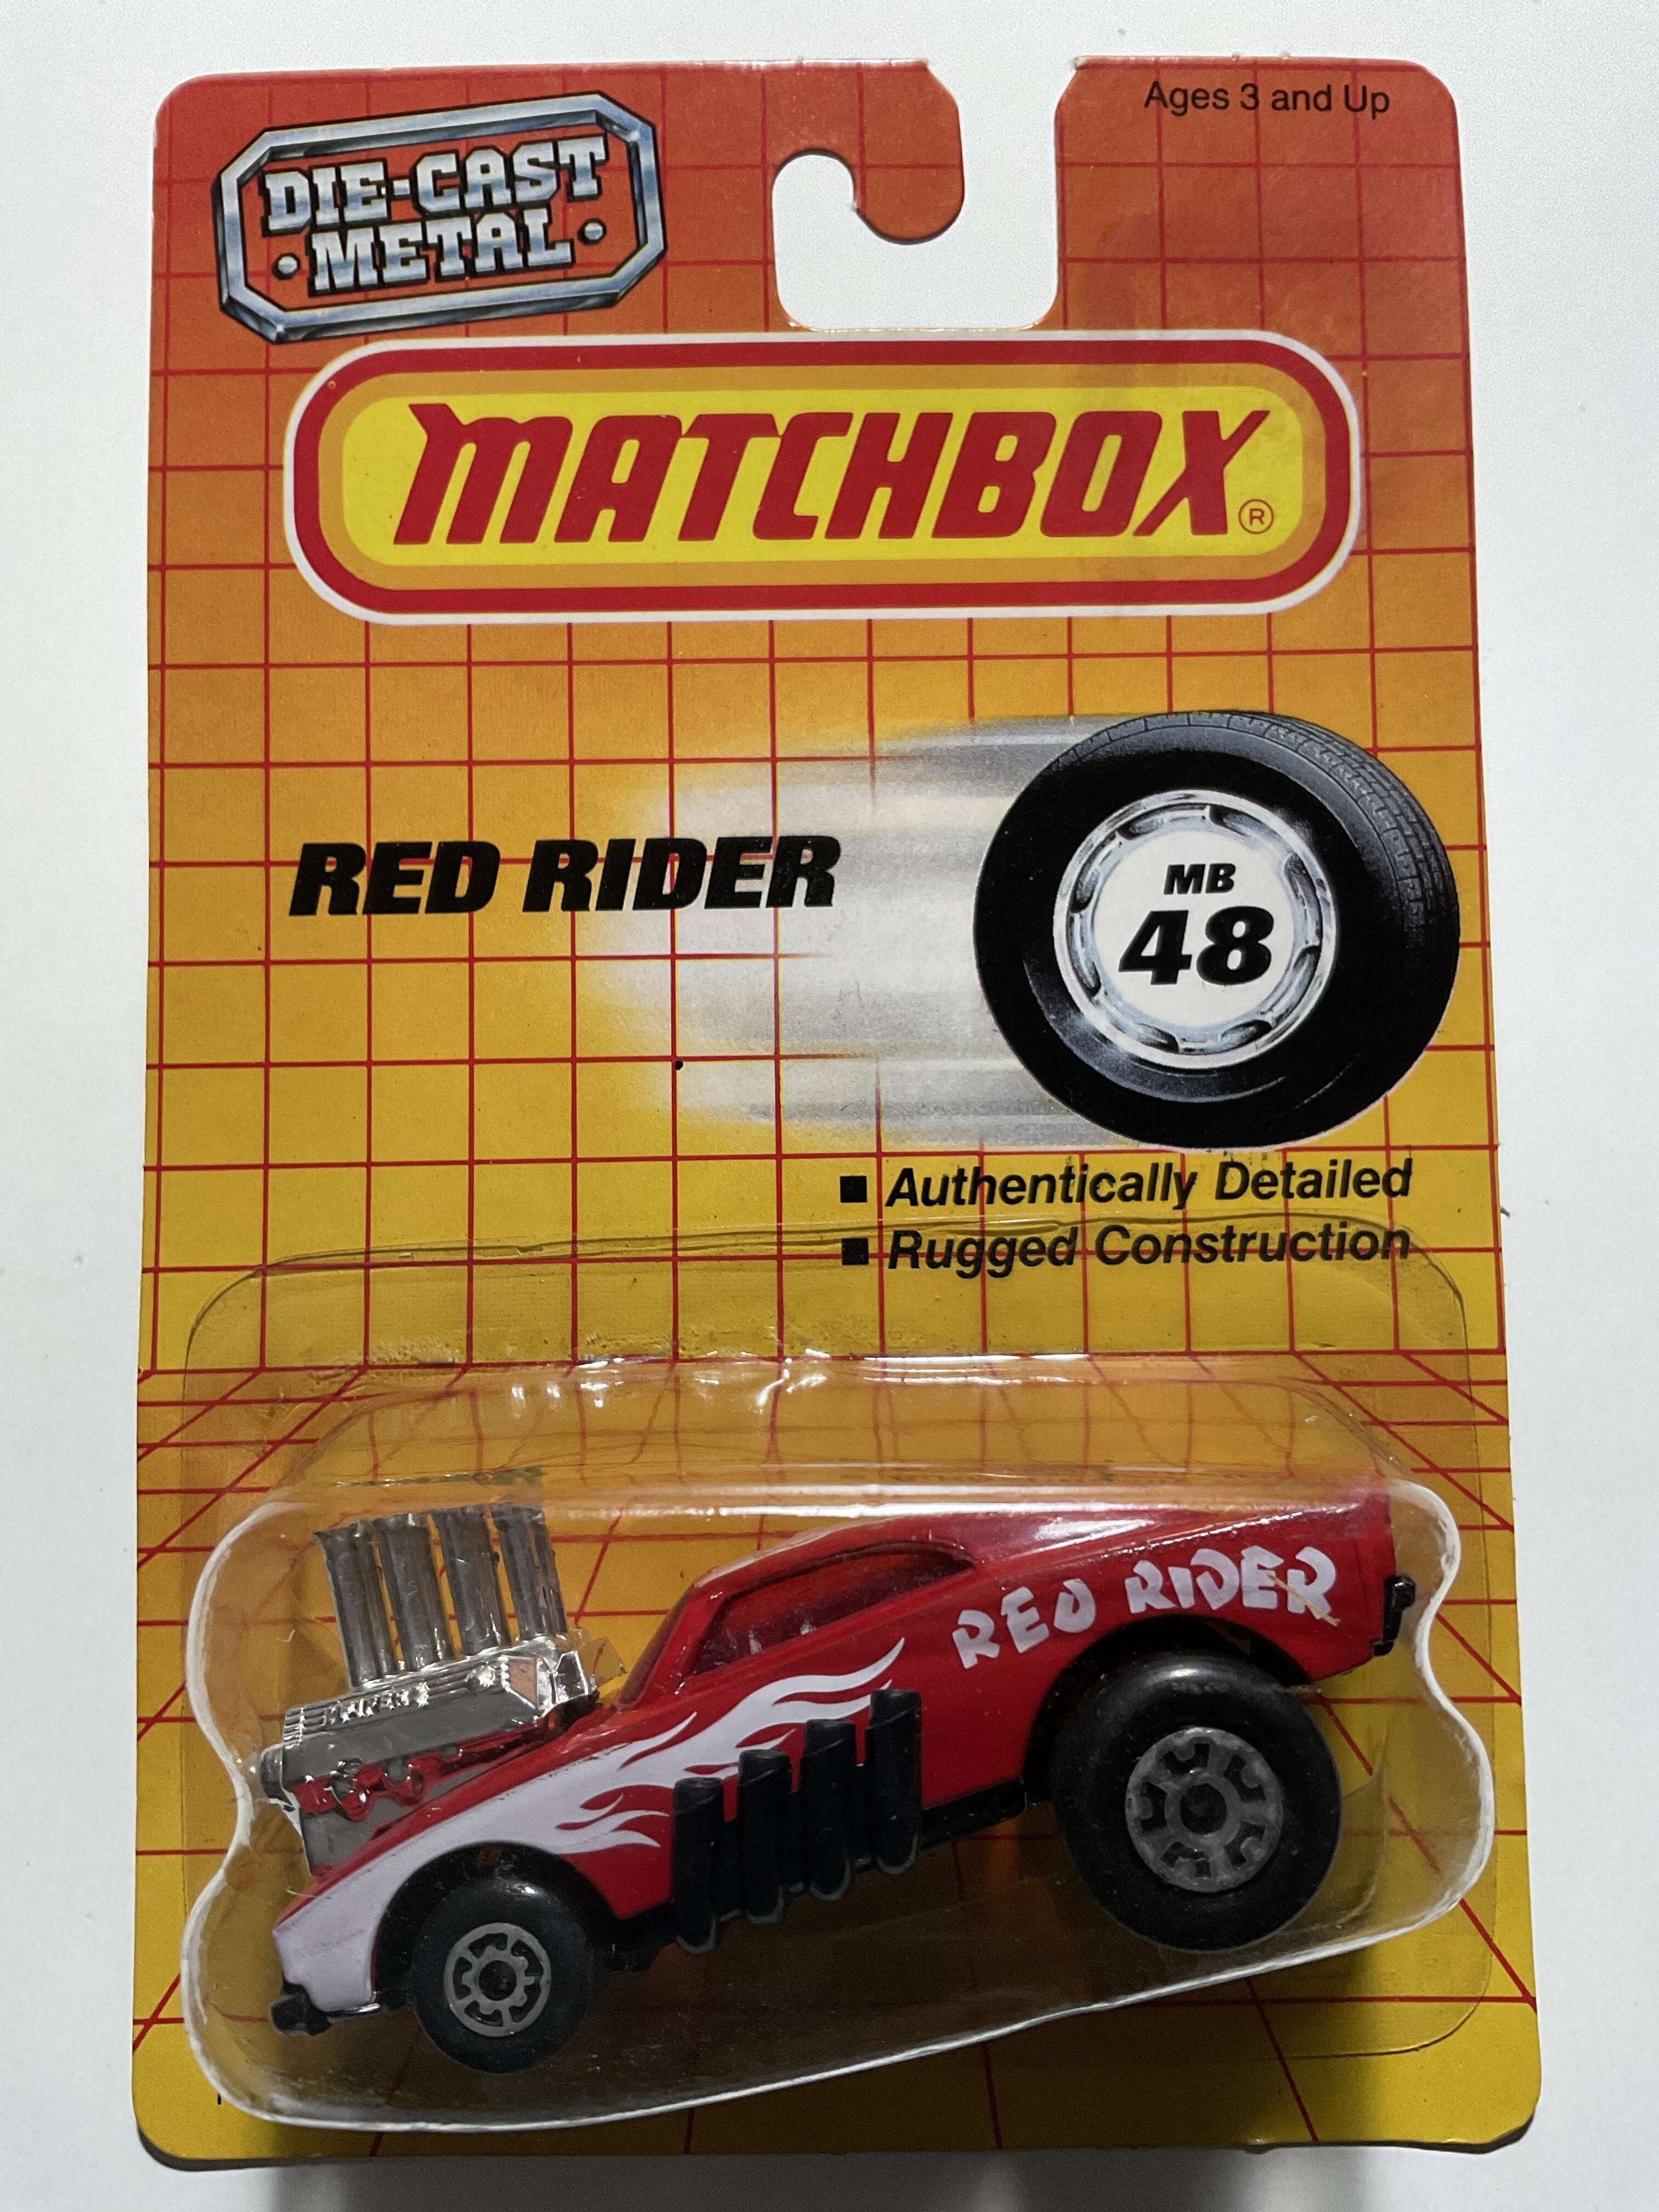 Ages 3 and Up
DIE-CAST
• METAL •
MATCHBOX®
RED RIDER
MB
48
■ Authentically Detailed
■ Rugged Construction
RED RIDER